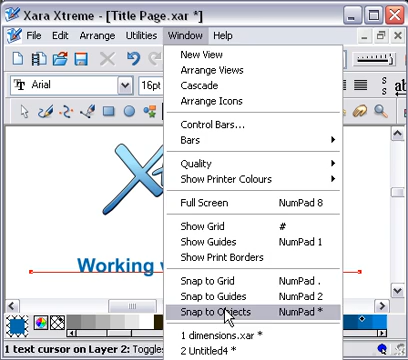 Xara Xtreme - [Title Page.xar *]
File Edit Arrange Utilities Window Help
New View
Arrange Views
Cascade
Arrange Icons
Control Bars...
Bars
Quality
Show Printer Colours
Full Screen NumPad 8
Show Grid #
Show Guides NumPad 1
Show Print Borders
Snap to Grid NumPad .
Snap to Guides NumPad 2
Snap to Objects NumPad *
1 dimensions.xar *
2 Untitled4 *
Arial 16pt
S
S
Working
1 text cursor on Layer 2: Toggles